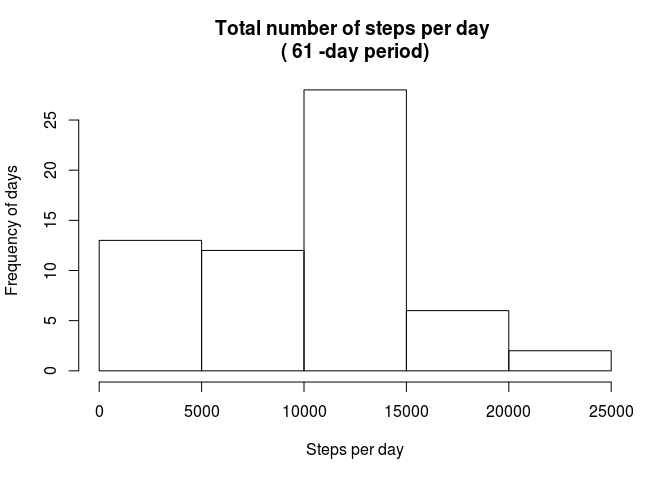 Total number of steps per day
( 61 -day period)
Frequency of days
25
20
15
10
5
0
0 5000 10000 15000 20000 25000
Steps per day